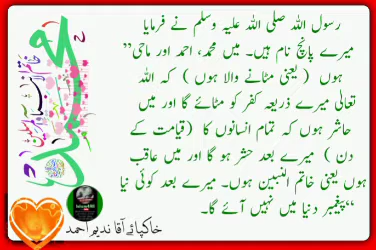 رسول اللہ صلی اللہ علیہ وسلم نے فرمایا
میرے پانچ نام ہیں۔ میں محمد، احمد اور ماحی”
ہوں ( یعنی مٹانے والا ہوں ) کہ اللہ
تعالیٰ میرے ذریعہ کفر کو مٹائے گا اور میں
حاشر ہوں کہ تمام انسانوں کا ( قیامت کے
دن ) میرے بعد حشر ہو گا اور میں عاقب
ہوں یعنی خاتم النبین ہوں۔ میرے بعد کوئی نیا
“پیغمبر دنیا میں نہیں آئے گا۔
خاکپائے آقا ندیم احمد